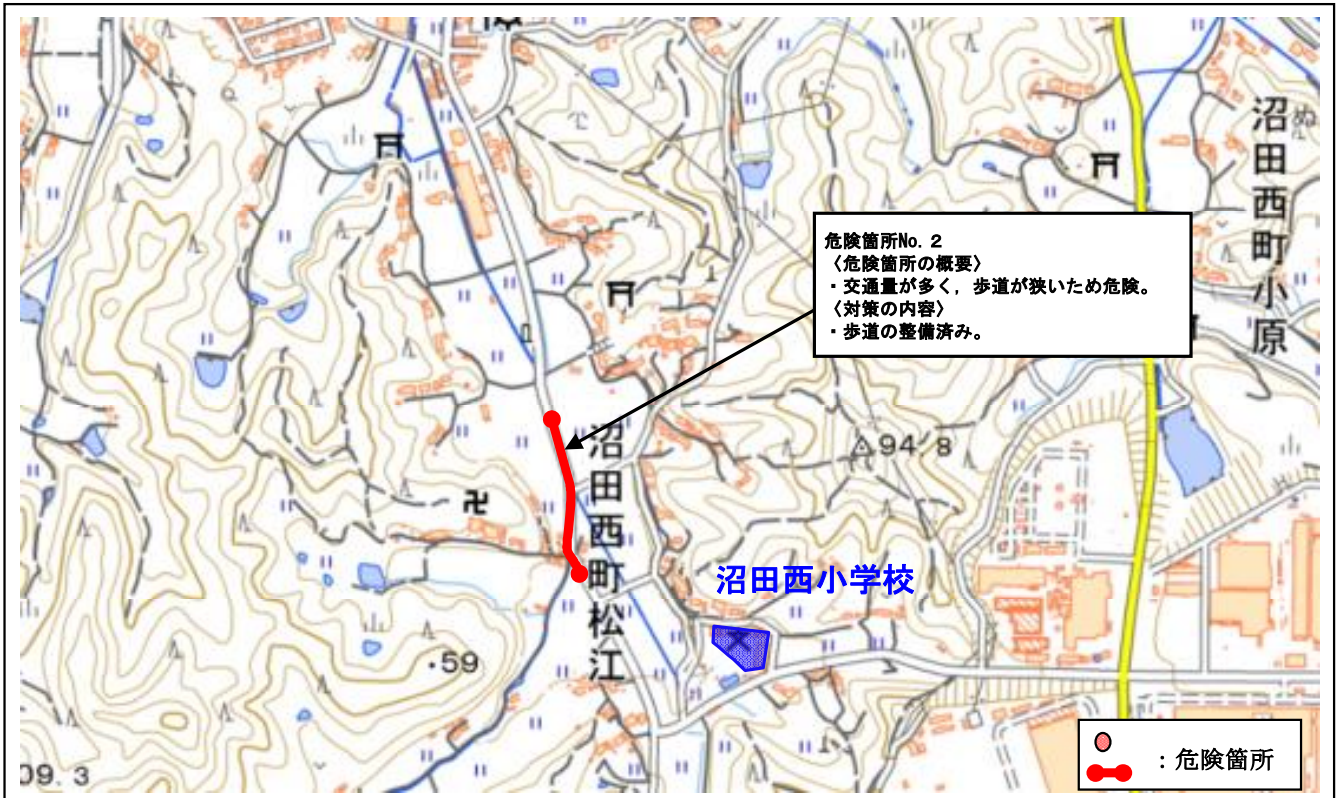 沼田西町小原
ぬ
危険箇所No. 2
〈危険箇所の概要〉
・交通量が多く，歩道が狭いため危険。
〈対策の内容〉
・歩道の整備済み。
94.8
沼田西町松江
沼田西小学校
・59
09. 3
：危険箇所